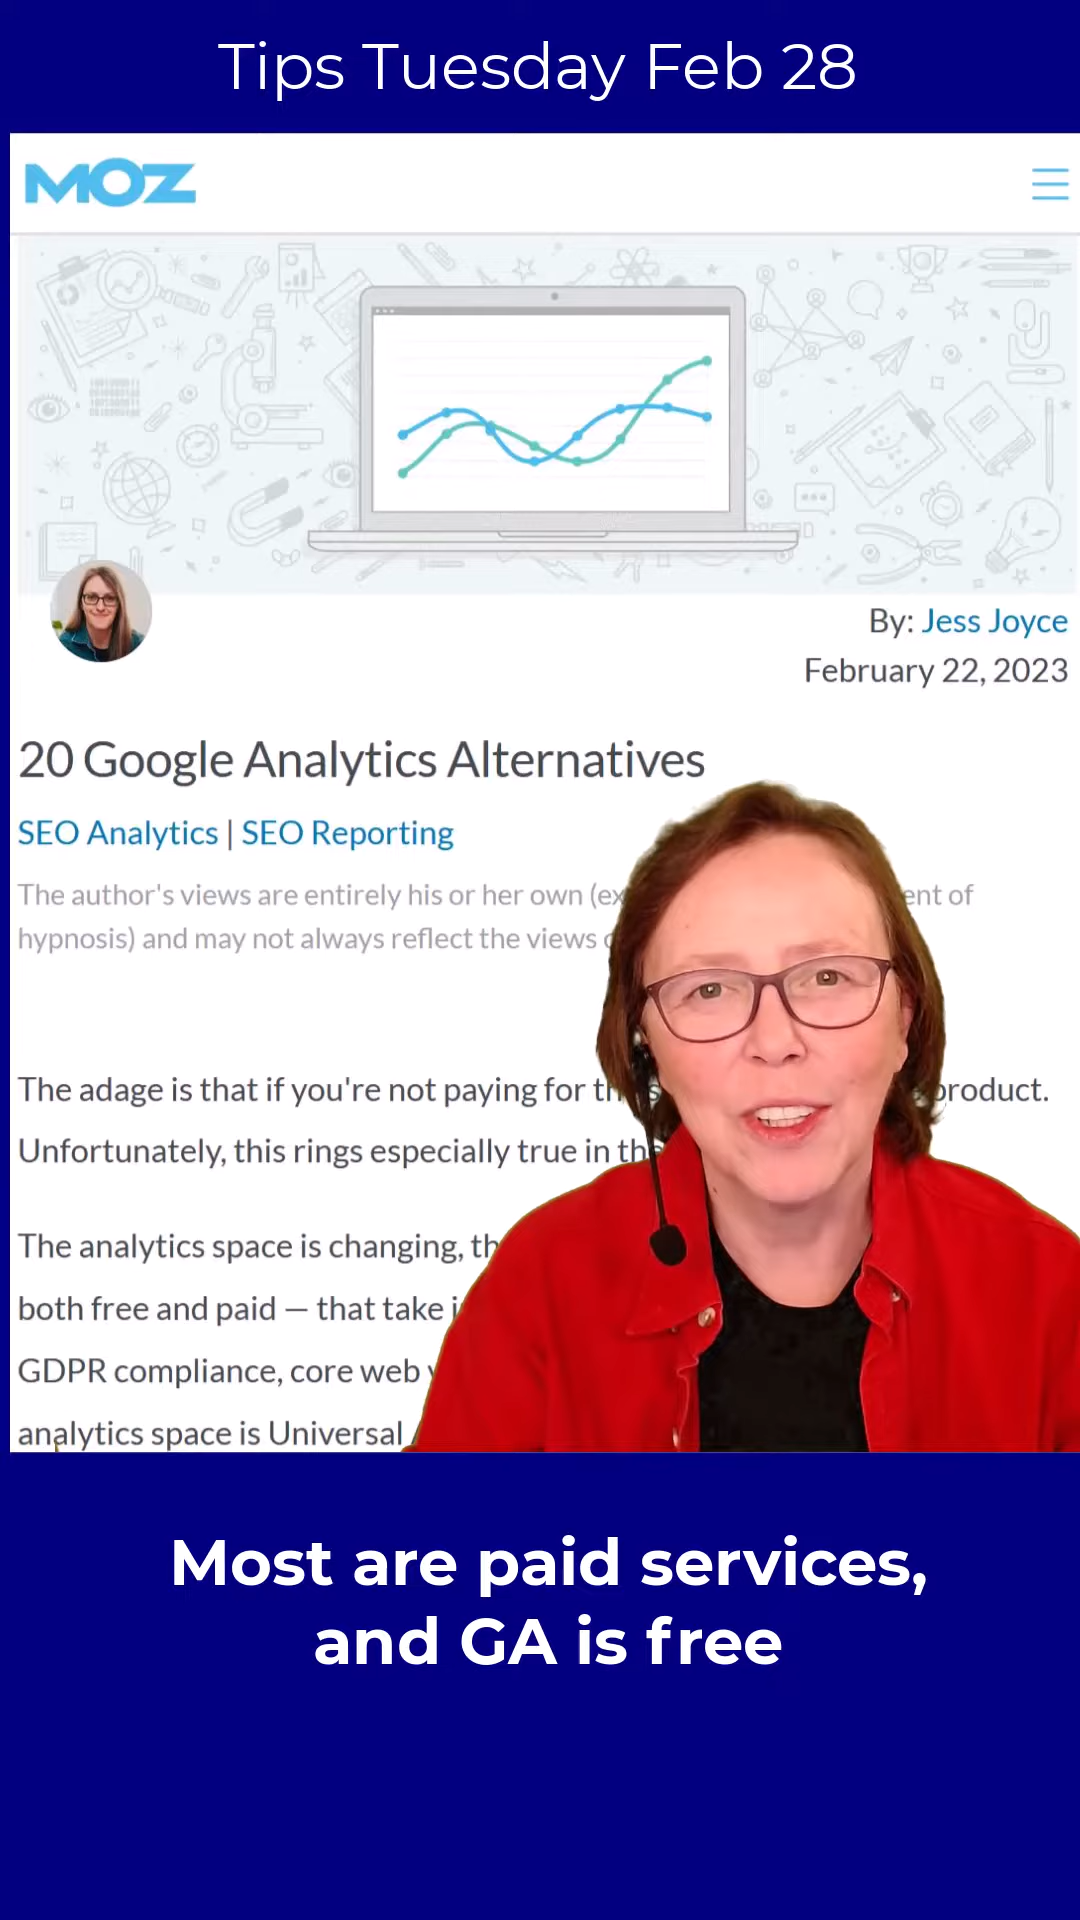 Tips Tuesday Feb 28
MOZ
By: Jess Joyce
February 22, 2023
20 Google Analytics Alternatives
SEO Analytics | SEO Reporting
The author's views are entirely his or her own (ex ent of
hypnosis) and may not always reflect the views
The adage is that if you're not paying for product.
Unfortunately, this rings especially true in the
The analytics space is changing,
both free and paid — that take
GDPR compliance, core web
analytics space is Universal
Most are paid services,
and GA is free